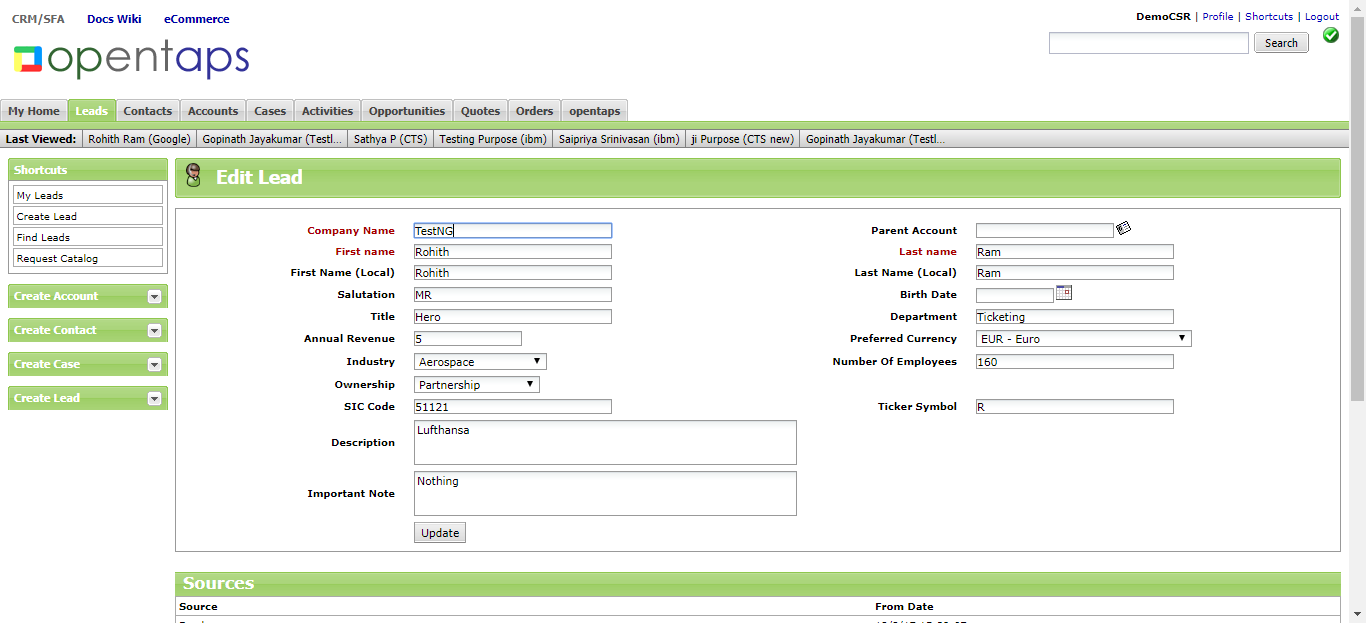 CRM/SFA Docs Wiki eCommerce
DemoCSR | Profile | Shortcuts | Logout
opentaps
Search
My Home Leads Contacts Accounts Cases Activities Opportunities Quotes Orders opentaps
Last Viewed: Rohith Ram (Google) Gopinath Jayakumar (Testl... Sathya P (CTS) Testing Purpose (ibm) Saipriya Srinivasan (ibm) ji Purpose (CTS new) Gopinath Jayakumar (Testl...
Shortcuts
My Leads
Create Lead
Find Leads
Request Catalog
Create Account
Create Contact
Create Case
Create Lead
Edit Lead
Company Name TestNG Parent Account
First name Rohith Last name Ram
First Name (Local) Rohith Last Name (Local) Ram
Salutation MR Birth Date
Title Hero Department Ticketing
Annual Revenue 5 Preferred Currency EUR - Euro
Industry Aerospace Number Of Employees 160
Ownership Partnership
SIC Code 51121 Ticker Symbol R
Description Lufthansa
Important Note Nothing
Update
Sources
Source From Date